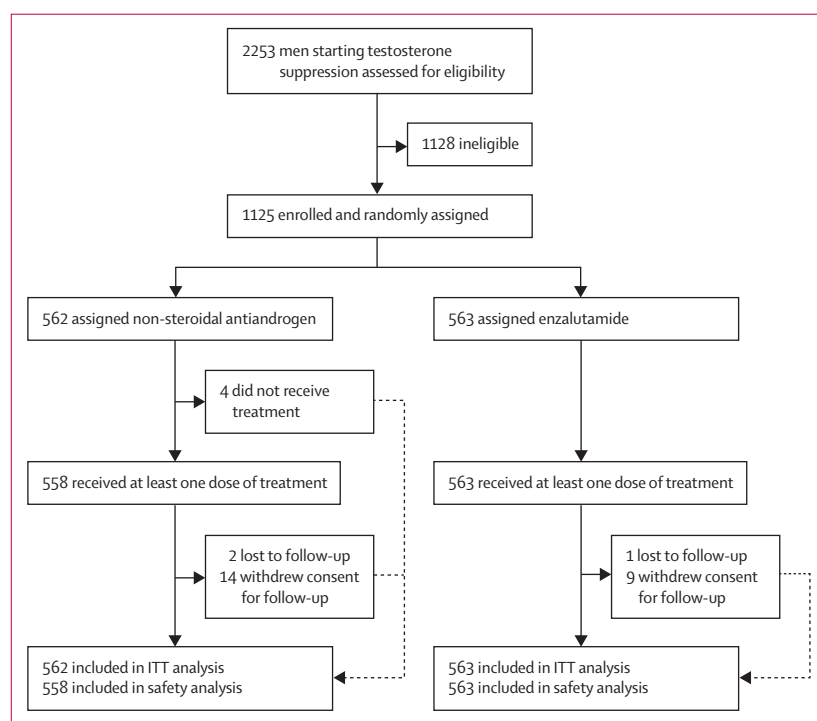 2253 men starting testosterone
suppression assessed for eligibility
1128 ineligible
1125 enrolled and randomly assigned
562 assigned non-steroidal antiandrogen
563 assigned enzalutamide
4 did not receive
treatment
558 received at least one dose of treatment
563 received at least one dose of treatment
2 lost to follow-up
14 withdrew consent
for follow-up
1 lost to follow-up
9 withdrew consent
for follow-up
562 included in ITT analysis
558 included in safety analysis
563 included in ITT analysis
563 included in safety analysis